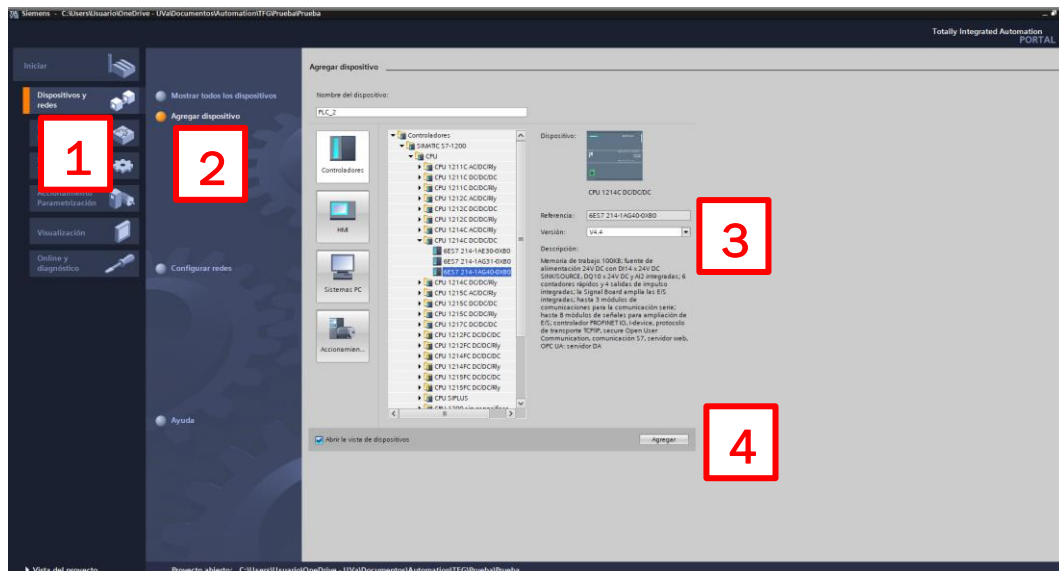 Siemens - C:\Users\Usuario\OneDrive - UVa\Documentos\Automation\TFG\Prueba\Prueba
Totally Integrated Automation
PORTAL
Iniciar
Dispositivos y
redes
1
Parametrización
Visualización
Online y
diagnóstico
Mostrar todos los dispositivos
Agregar dispositivo
2
Configurar redes
Ayuda
Agregar dispositivo
Nombre del dispositivo:
PLC_2
Controladores
HMI
Sistemas PC
Accionamien...
Controladores
SIMATIC S7-1200
CPU
CPU 1211C AC/DC/Rly
CPU 1211C DC/DC/DC
CPU 1211C DC/DC/Rly
CPU 1212C AC/DC/Rly
CPU 1212C DC/DC/DC
CPU 1212C DC/DC/Rly
CPU 1214C AC/DC/Rly
CPU 1214C DC/DC/DC
6ES7 214-1AE30-0XB0
6ES7 214-1AG31-0XB0
6ES7 214-1AG40-0XB0
CPU 1214C DC/DC/Rly
CPU 1215C AC/DC/Rly
CPU 1215C DC/DC/DC
CPU 1215C DC/DC/Rly
CPU 1217C DC/DC/DC
CPU 1212FC DC/DC/DC
CPU 1212FC DC/DC/Rly
CPU 1214FC DC/DC/DC
CPU 1214FC DC/DC/Rly
CPU 1215FC DC/DC/DC
CPU 1215FC DC/DC/Rly
CPU SIPLUS
Dispositivo:
CPU 1214C DC/DC/DC
Referencia: 6ES7 214-1AG40-0XB0
Versión: V4.4
3
Descripción:
Memoria de trabajo 100KB; fuente de
alimentación 24V DC con DI14 x 24V DC
SINK/SOURCE, DQ10 x 24V DC y AI2 integradas; 6
contadores rápidos y 4 salidas de impulso
integradas; la Signal Board amplía las E/S
integradas; hasta 3 módulos de
comunicaciones para la comunicación serie;
hasta 8 módulos de señales para ampliación de
E/S; controlador PROFINET IO, I-device, protocolo
de transporte TCP/IP, secure Open User
Communication, comunicación S7, servidor web,
OPC UA: servidor DA
Abrir la vista de dispositivos
Agregar
4
Vista del proyecto
Proyecto abierto: C:\Users\Usuario\OneDrive - UVa\Documentos\Automation\TFG\Prueba\Prueba